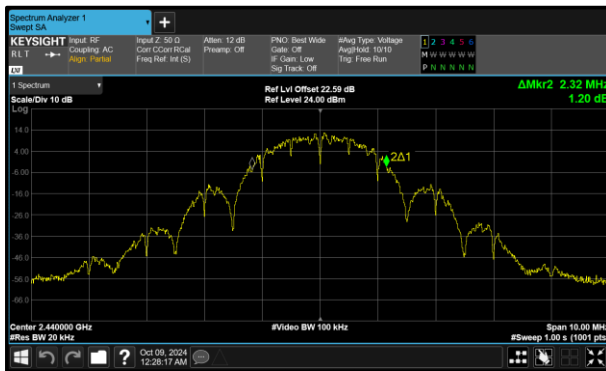 Spectrum Analyzer 1
Swept SA
KEYSIGHT
RLT
LXI
Input: RF
Coupling: AC
Align: Partial
Input Z: 50 Ω
Corr CCorr RCal
Freq Ref: Int (S)
Atten: 12 dB
Preamp: Off
PNO: Best Wide
Gate: Off
IF Gain: Low
Sig Track: Off
#Avg Type: Voltage
Avg|Hold: 10/10
Trig: Free Run
1 2 3 4 5 6
M W W W W W
P N N N N N
1 Spectrum
Scale/Div 10 dB
Ref Lvl Offset 22.59 dB
Ref Level 24.00 dBm
ΔMkr2 2.32 MHz
1.20 dB
Log
14.0
4.00
-6.00
-16.0
-26.0
-36.0
-46.0
-56.0
-66.0
2Δ1
Center 2.440000 GHz
#Res BW 20 kHz
#Video BW 100 kHz
Span 10.00 MHz
#Sweep 1.00 s (1001 pts)
?
Oct 09, 2024
12:28:17 AM